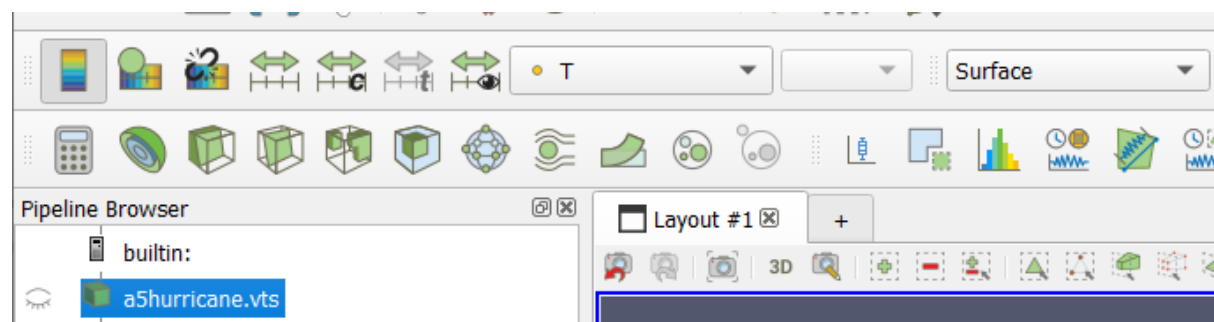 T Surface
Pipeline Browser
Layout #1 +
builtin:
3D
a5hurricane.vts